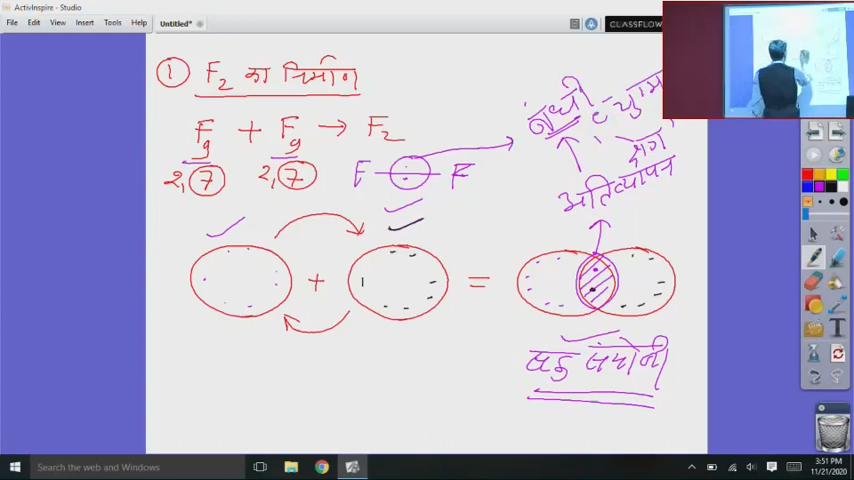 ActivInspire - Studio
File Edit View Insert Tools Help Untitled*
CLASSFLOW
① F₂ का निर्माण
F₉ + F₉ → F₂
2, 7 2, 7
F F
बन्धी
अतिव्यापन
+ =
सह संयोजी
Search the web and Windows
3:51 PM
11/21/2020